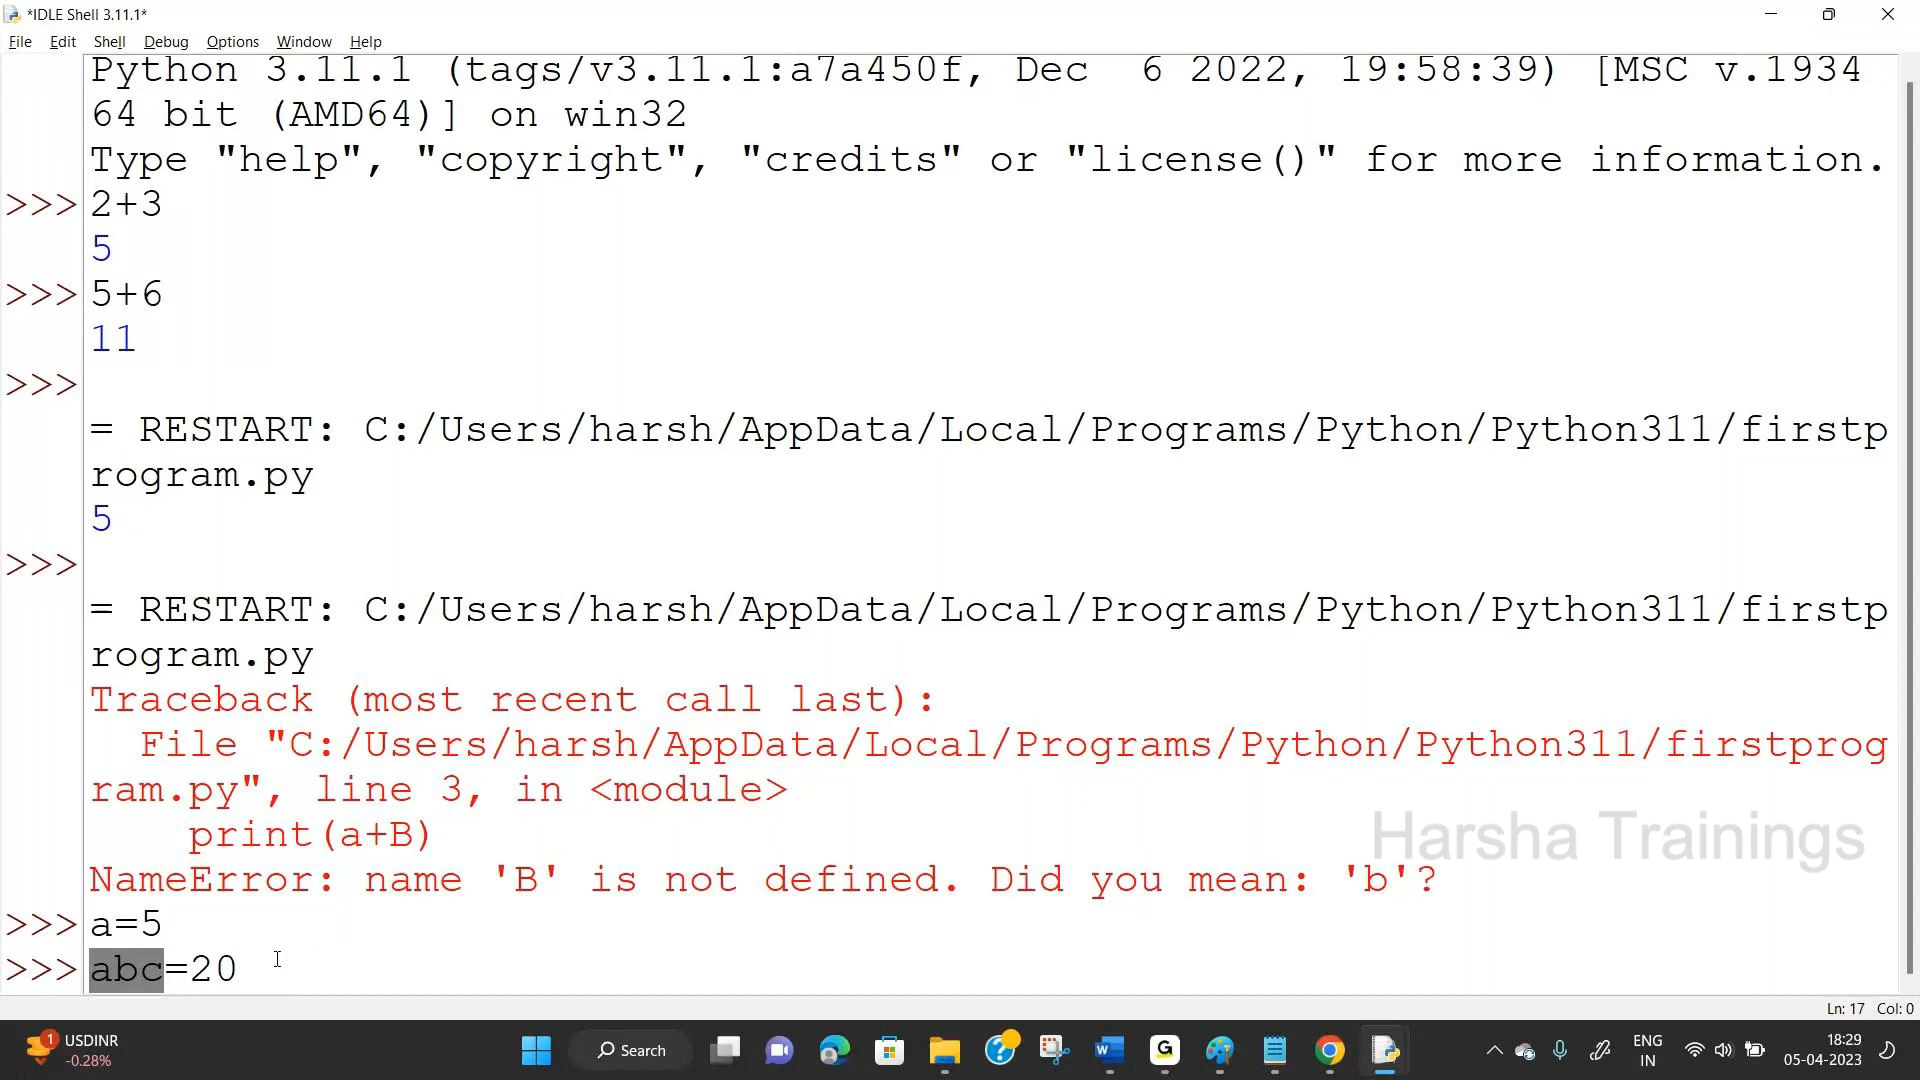 *IDLE Shell 3.11.1*
File Edit Shell Debug Options Window Help
Python 3.11.1 (tags/v3.11.1:a7a450f, Dec  6 2022, 19:58:39) [MSC v.1934
64 bit (AMD64)] on win32
Type "help", "copyright", "credits" or "license()" for more information.
>>> 2+3
5
>>> 5+6
11
>>>
= RESTART: C:/Users/harsh/AppData/Local/Programs/Python/Python311/firstp
rogram.py
5
>>>
= RESTART: C:/Users/harsh/AppData/Local/Programs/Python/Python311/firstp
rogram.py
Traceback (most recent call last):
  File "C:/Users/harsh/AppData/Local/Programs/Python/Python311/firstprog
ram.py", line 3, in <module>
    print(a+B)
Harsha Trainings
NameError: name 'B' is not defined. Did you mean: 'b'?
>>> a=5
>>> abc=20
Ln: 17 Col: 0
1
USDINR
-0.28%
Search
W
G
ENG
IN
18:29
05-04-2023